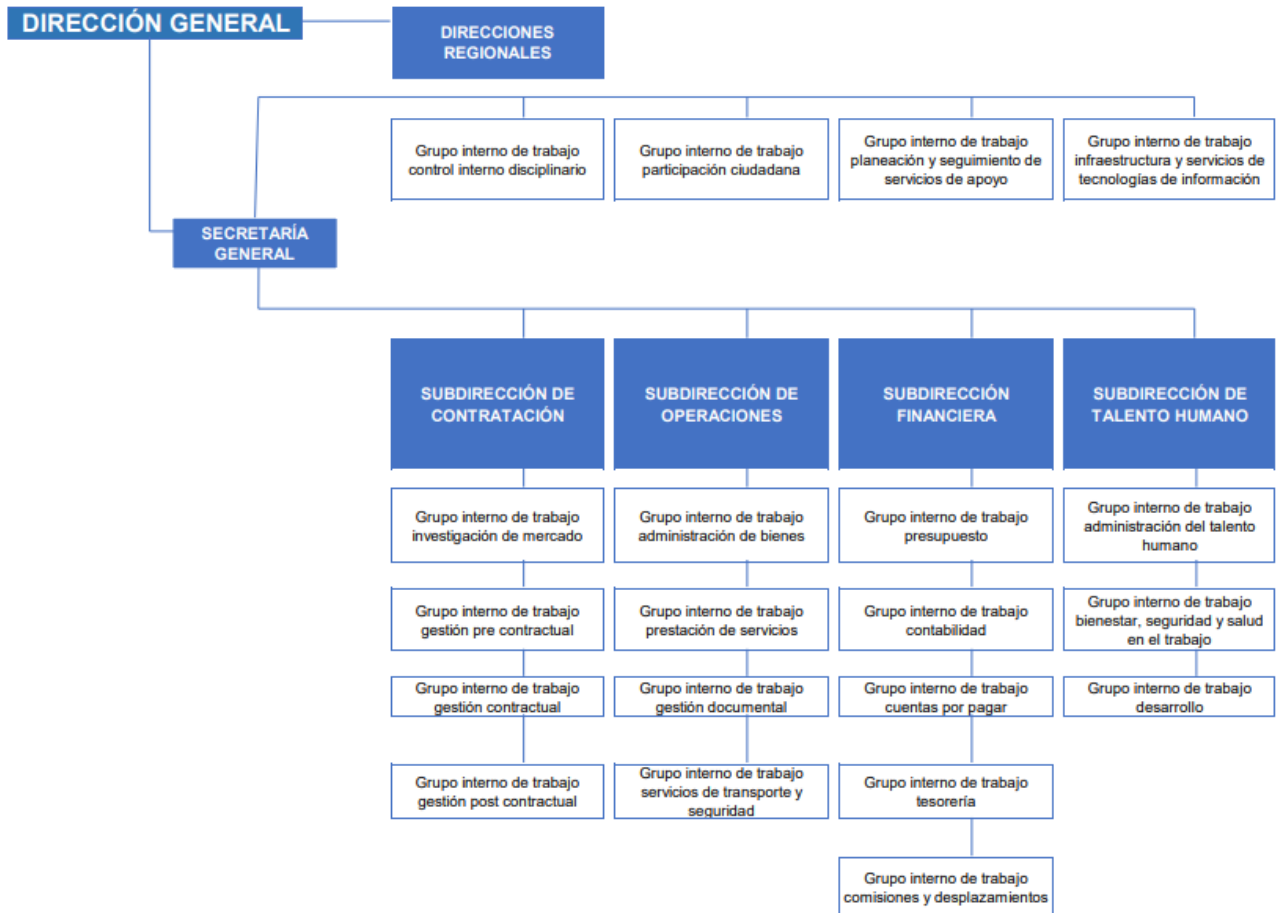 DIRECCIÓN GENERAL
DIRECCIONES
REGIONALES
Grupo interno de trabajo
control interno disciplinario
Grupo interno de trabajo
participación ciudadana
Grupo interno de trabajo
planeación y seguimiento de
servicios de apoyo
Grupo interno de trabajo
infraestructura y servicios de
tecnologías de información
SECRETARÍA
GENERAL
SUBDIRECCIÓN DE
CONTRATACIÓN
SUBDIRECCIÓN DE
OPERACIONES
SUBDIRECCIÓN
FINANCIERA
SUBDIRECCIÓN DE
TALENTO HUMANO
Grupo interno de trabajo
investigación de mercado
Grupo interno de trabajo
administración de bienes
Grupo interno de trabajo
presupuesto
Grupo interno de trabajo
administración del talento
humano
Grupo interno de trabajo
gestión pre contractual
Grupo interno de trabajo
prestación de servicios
Grupo interno de trabajo
contabilidad
Grupo interno de trabajo
bienestar, seguridad y salud
en el trabajo
Grupo interno de trabajo
gestión contractual
Grupo interno de trabajo
gestión documental
Grupo interno de trabajo
cuentas por pagar
Grupo interno de trabajo
desarrollo
Grupo interno de trabajo
gestión post contractual
Grupo interno de trabajo
servicios de transporte y
seguridad
Grupo interno de trabajo
tesorería
Grupo interno de trabajo
comisiones y desplazamientos